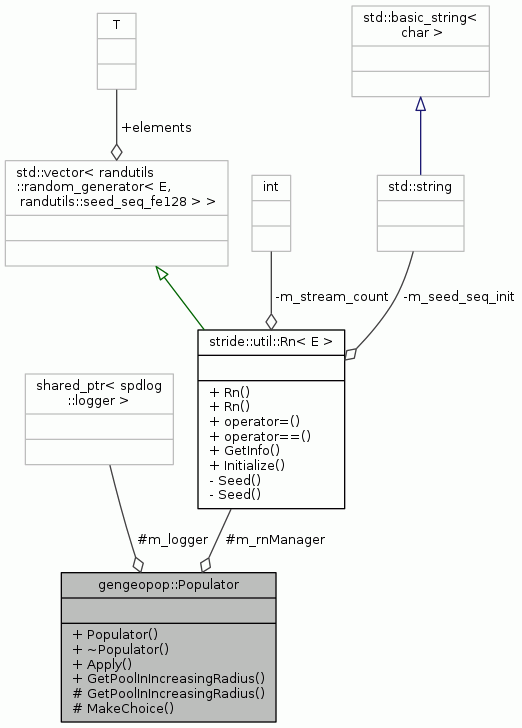 T
std::basic_string<
char >
+elements
std::vector< randutils
::random_generator< E,
randutils::seed_seq_fe128 > >
int
std::string
-m_stream_count
-m_seed_seq_init
stride::util::Rn< E >
+ Rn()
+ Rn()
+ operator=()
+ operator==()
+ GetInfo()
+ Initialize()
- Seed()
- Seed()
shared_ptr< spdlog
::logger >
#m_logger
#m_rnManager
gengeopop::Populator
+ Populator()
+ ~Populator()
+ Apply()
+ GetPoolInIncreasingRadius()
# GetPoolInIncreasingRadius()
# MakeChoice()